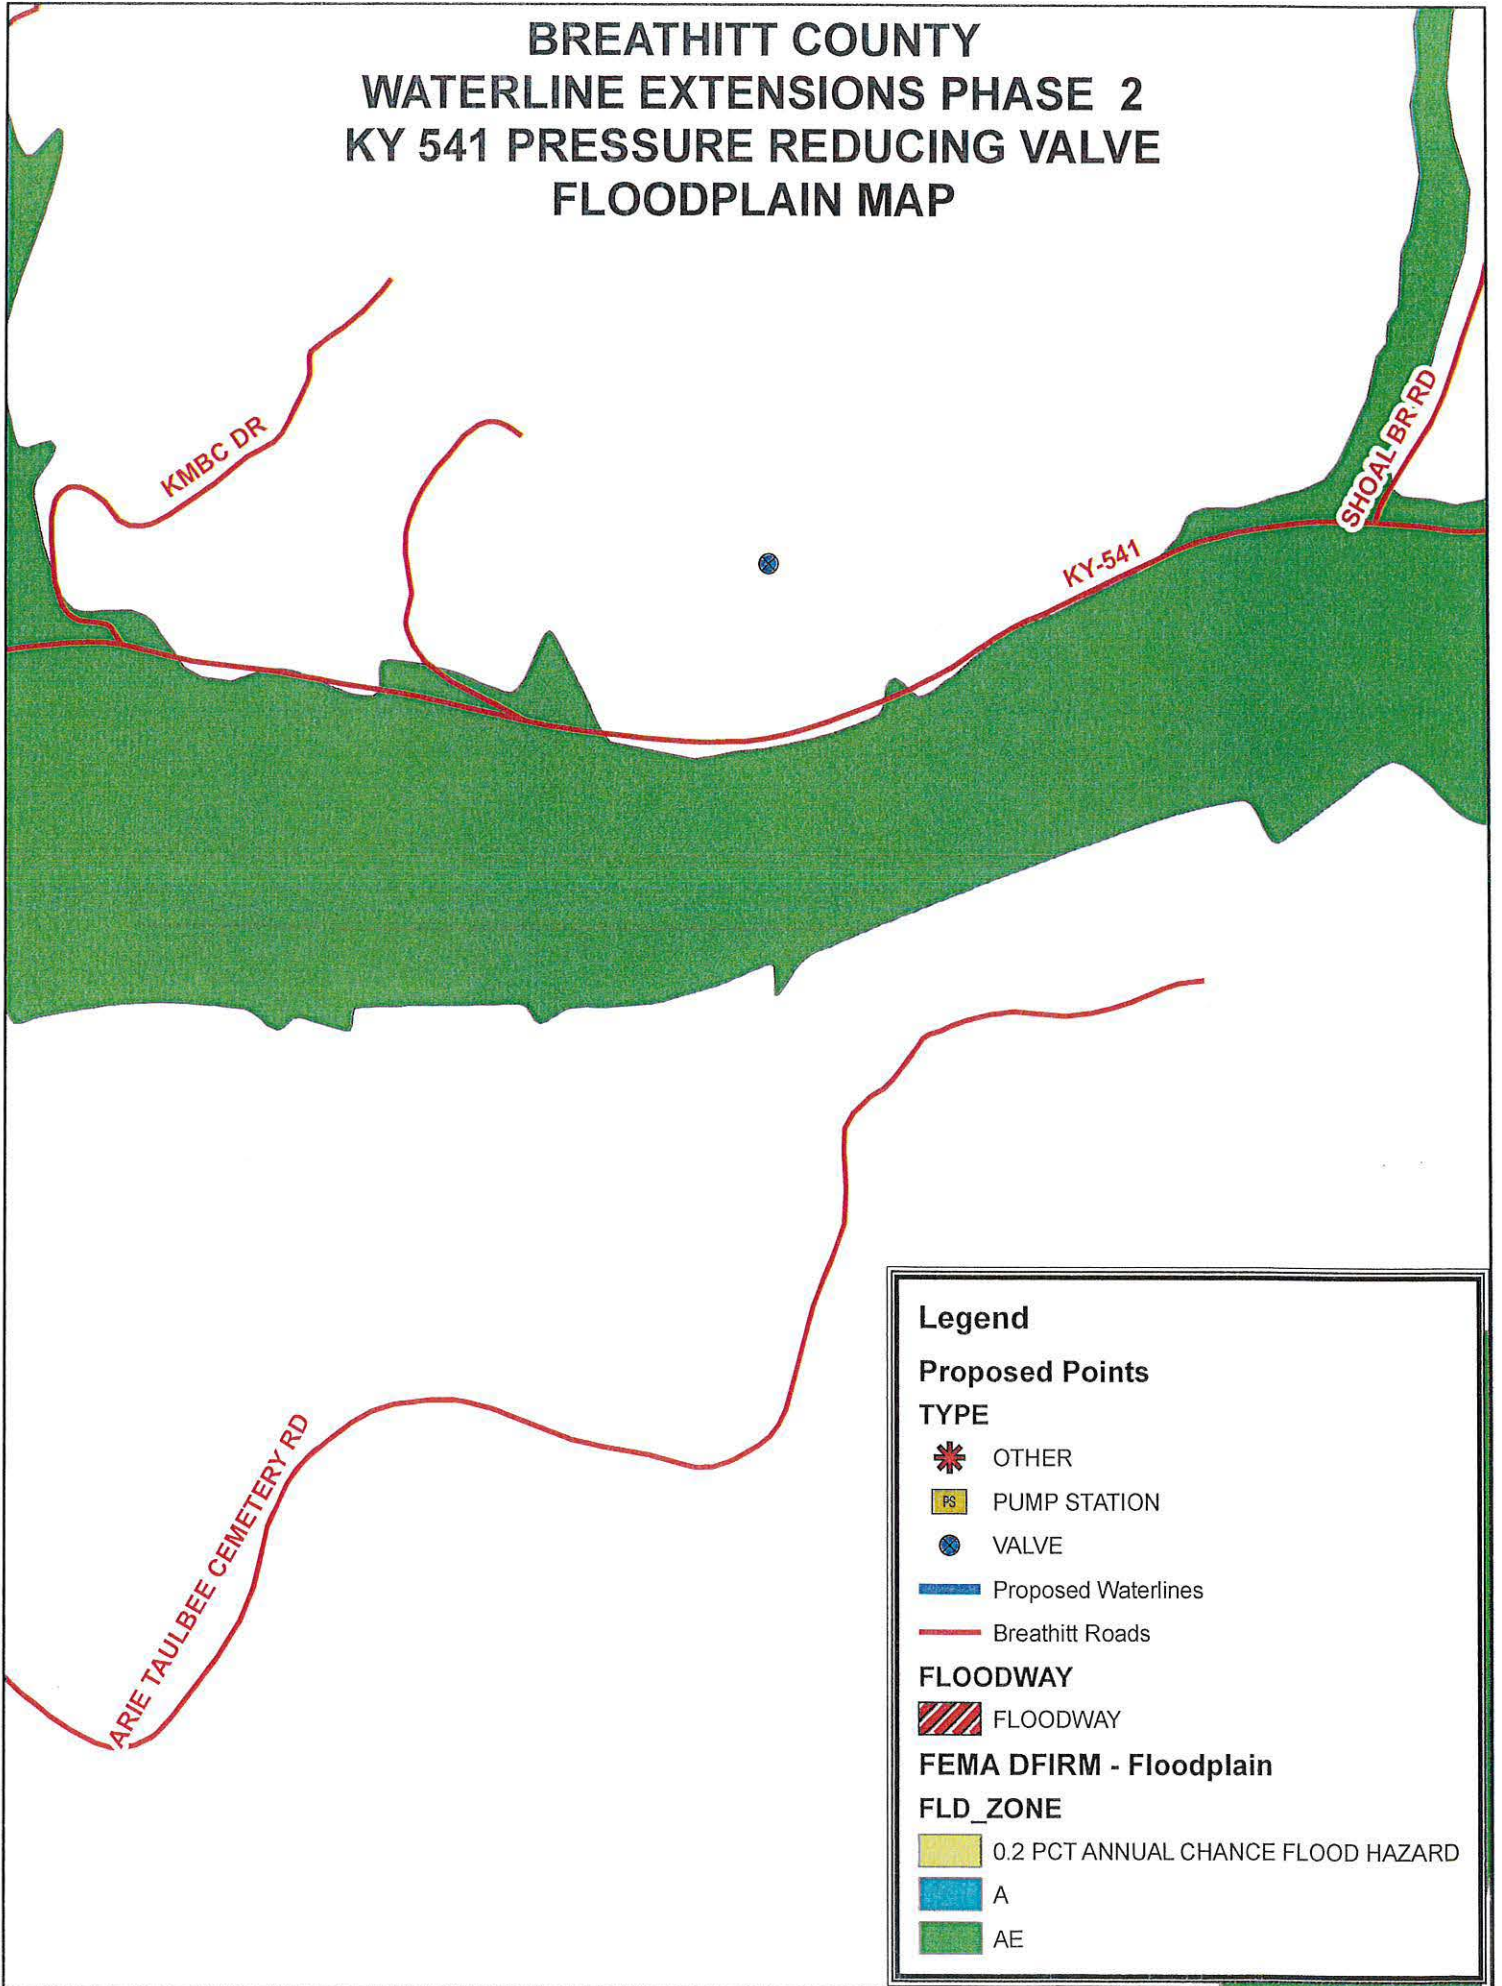 BREATHITT COUNTY
WATERLINE EXTENSIONS PHASE 2
KY 541 PRESSURE REDUCING VALVE
FLOODPLAIN MAP
KMBC DR
SHOAL BR RD
KY-541
ARIE TAULBEE CEMETERY RD
Legend
Proposed Points
TYPE
OTHER
PS PUMP STATION
VALVE
Proposed Waterlines
Breathitt Roads
FLOODWAY
FLOODWAY
FEMA DFIRM - Floodplain
FLD_ZONE
0.2 PCT ANNUAL CHANCE FLOOD HAZARD
A
AE